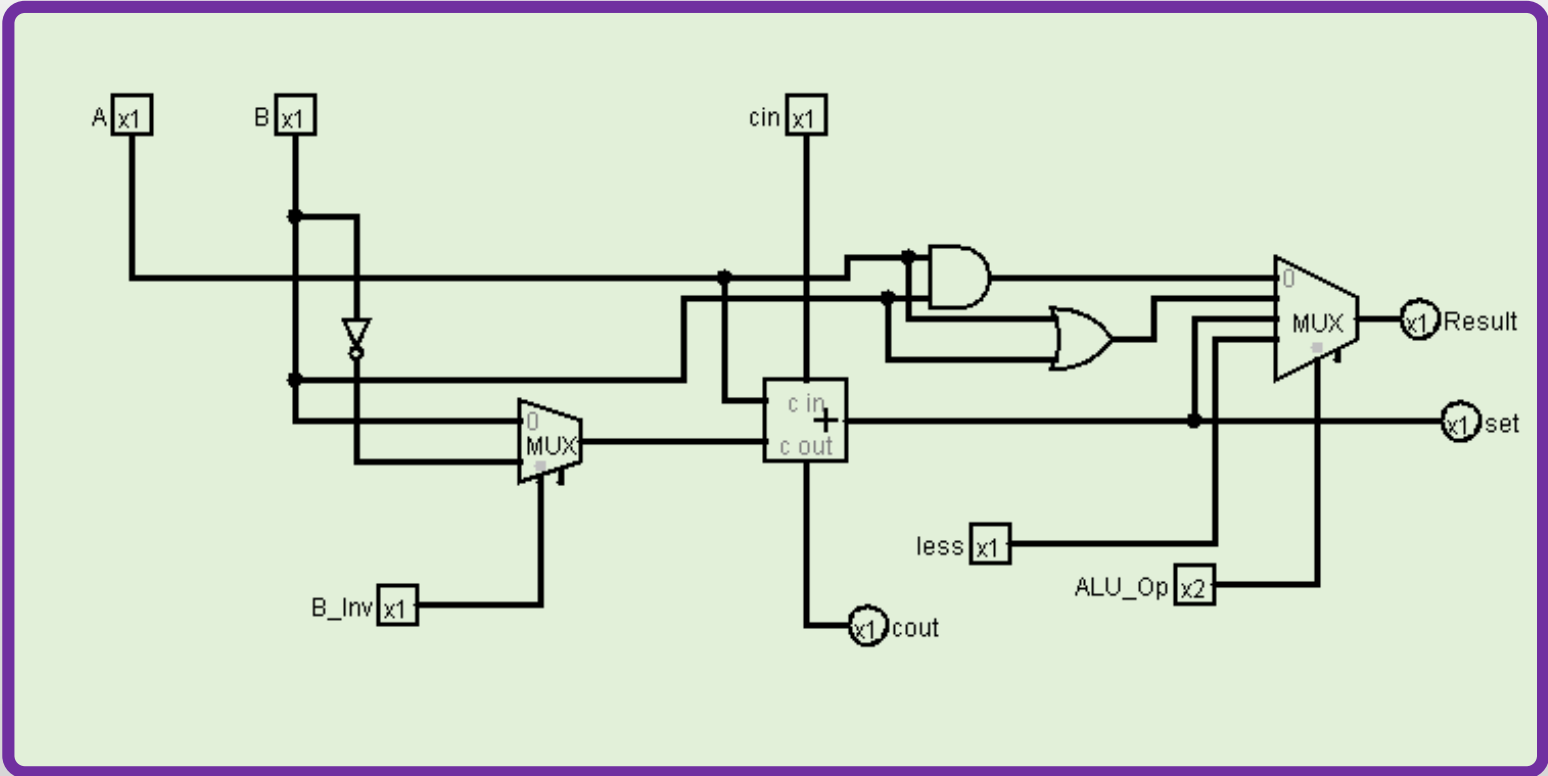 A x1
B x1
cin x1
0
MUX
x1 Result
c in
+
c out
0
MUX
x1 set
less x1
ALU_Op x2
B_Inv x1
x1 cout